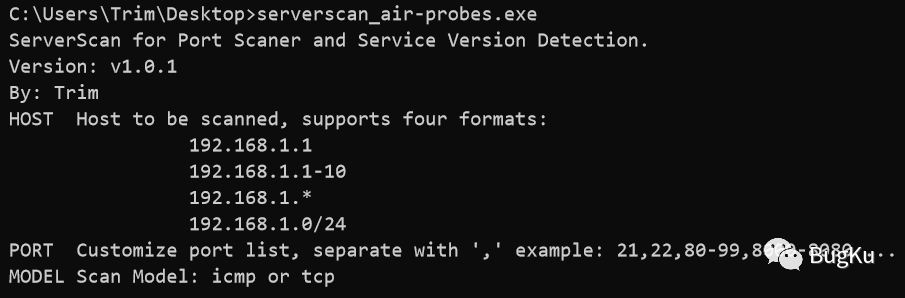 C:\Users\Trim\Desktop>serverscan_air-probes.exe
ServerScan for Port Scaner and Service Version Detection.
Version: v1.0.1
By: Trim
HOST  Host to be scanned, supports four formats:
192.168.1.1
192.168.1.1-10
192.168.1.*
192.168.1.0/24
PORT  Customize port list, separate with ',' example: 21,22,80-99, ...
MODEL Scan Model: icmp or tcp
BugKu